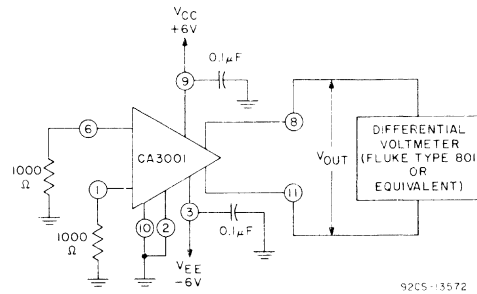 VCC
+6V
0.1µF
9
6
8
CA3001
VOUT
DIFFERENTIAL
VOLTMETER
(FLUKE TYPE 801
OR
EQUIVALENT)
1000
Ω
1
11
10
2
3
1000
Ω
0.1µF
VEE
-6V
92CS-13572